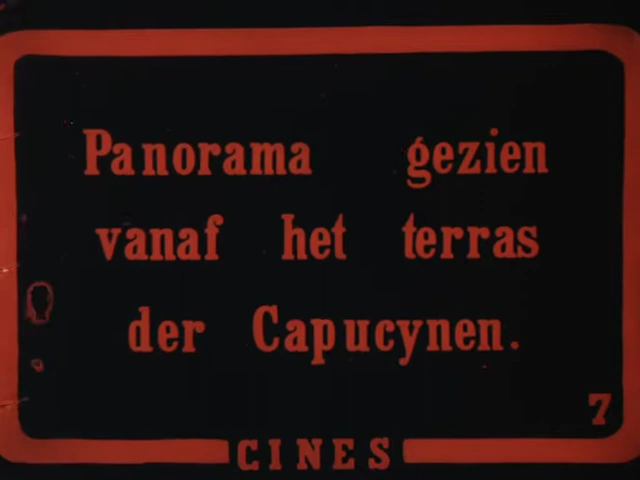 Panorama gezien
vanaf het terras
der Capucynen.
7
CINES